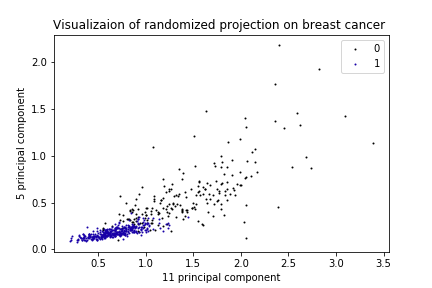 Visualizaion of randomized projection on breast cancer
0
1
2.0
1.5
1.0
0.5
0.0
5 principal component
0.5 1.0 1.5 2.0 2.5 3.0 3.5
11 principal component